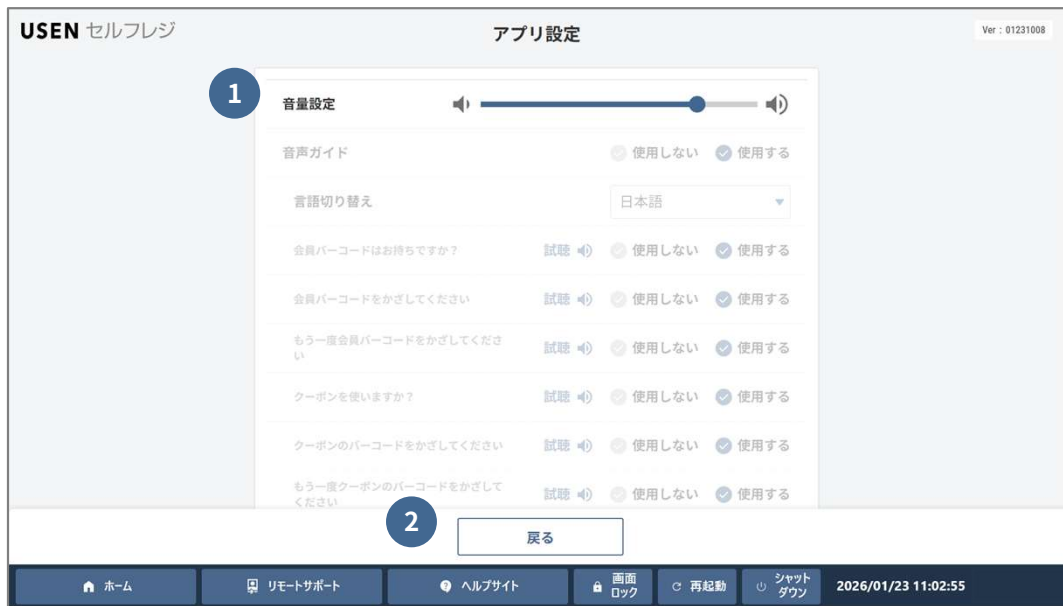 USEN セルフレジ
アプリ設定
Ver : 01231008
1
音量設定
音声ガイド 使用しない 使用する
言語切り替え 日本語
会員バーコードはお持ちですか? 試聴 使用しない 使用する
会員バーコードをかざしてください 試聴 使用しない 使用する
もう一度会員バーコードをかざしてくださ
い
試聴 使用しない 使用する
クーポンを使いますか? 試聴 使用しない 使用する
クーポンのバーコードをかざしてください 試聴 使用しない 使用する
もう一度クーポンのバーコードをかざして
ください
試聴 使用しない 使用する
2
戻る
ホーム
リモートサポート
ヘルプサイト
画面
ロック
再起動
シャット
ダウン
2026/01/23 11:02:55